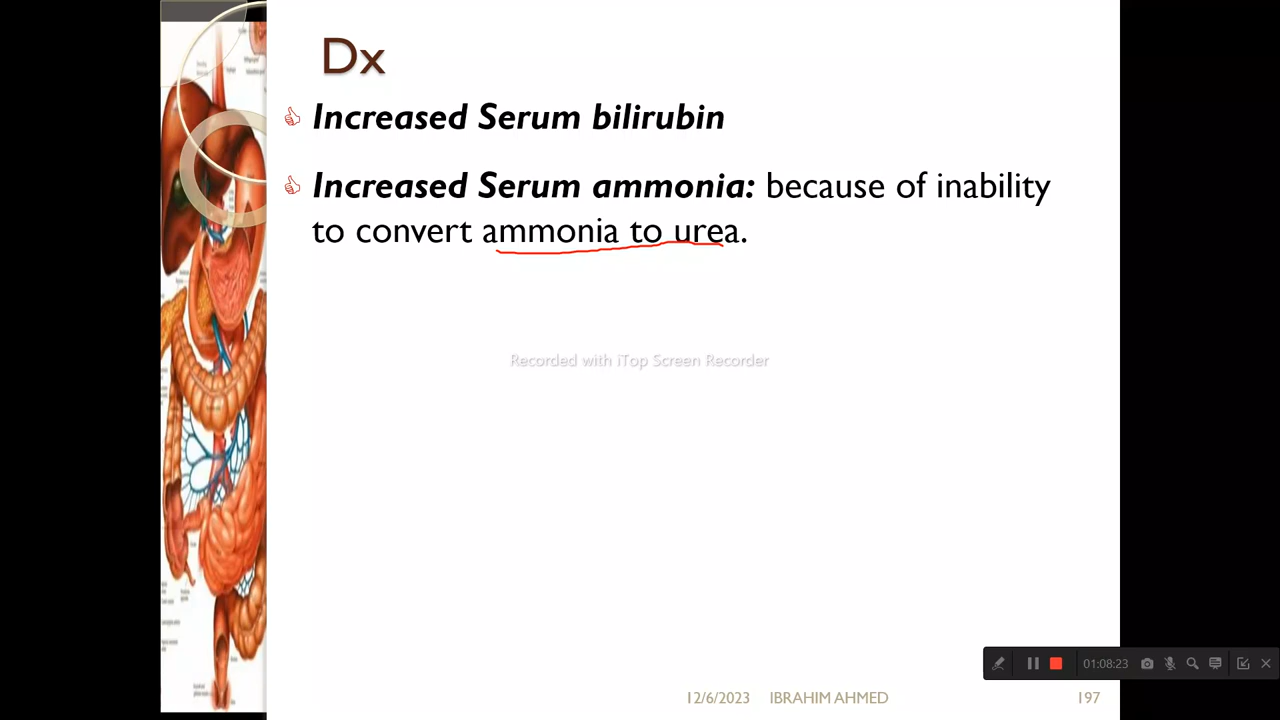 Dx
Increased Serum bilirubin
Increased Serum ammonia: because of inability
to convert ammonia to urea.
Recorded with iTop Screen Recorder
01:08:23
12/6/2023 IBRAHIM AHMED 197